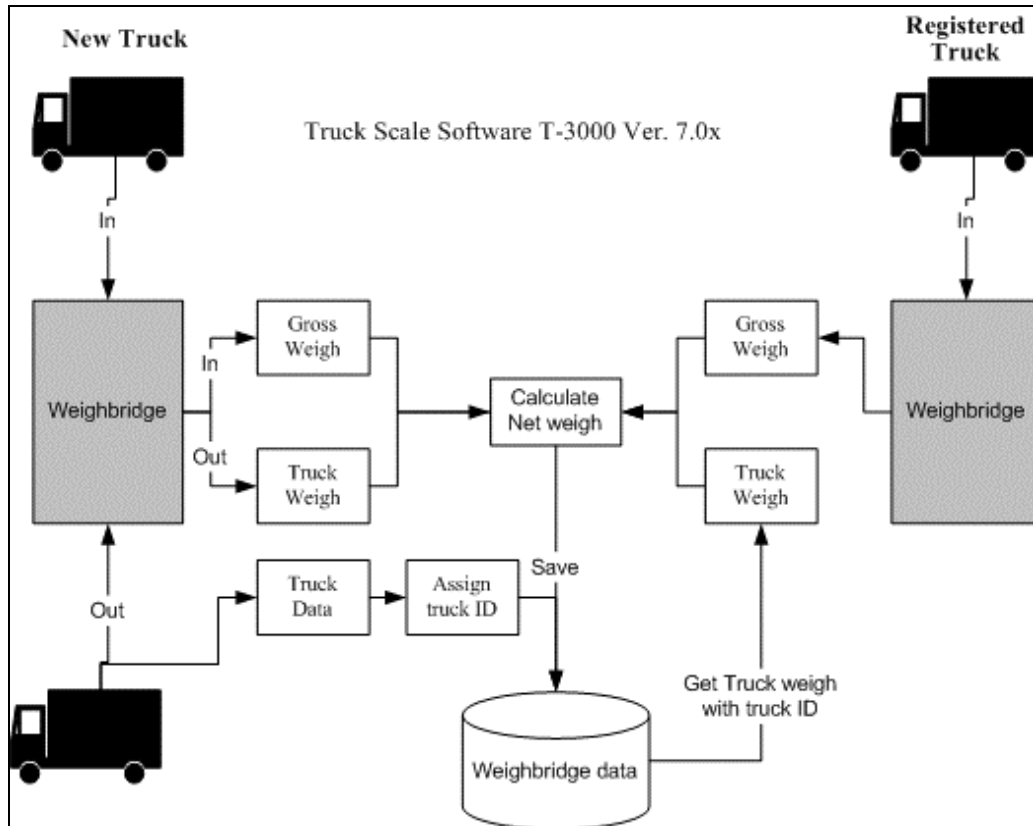 New Truck
Registered
Truck
Truck Scale Software T-3000 Ver. 7.0x
In
In
Weighbridge
In
Out
Gross
Weigh
Truck
Weigh
Calculate
Net weigh
Gross
Weigh
Truck
Weigh
Weighbridge
Out
Truck
Data
Assign
truck ID
Save
Get Truck weigh
with truck ID
Weighbridge data